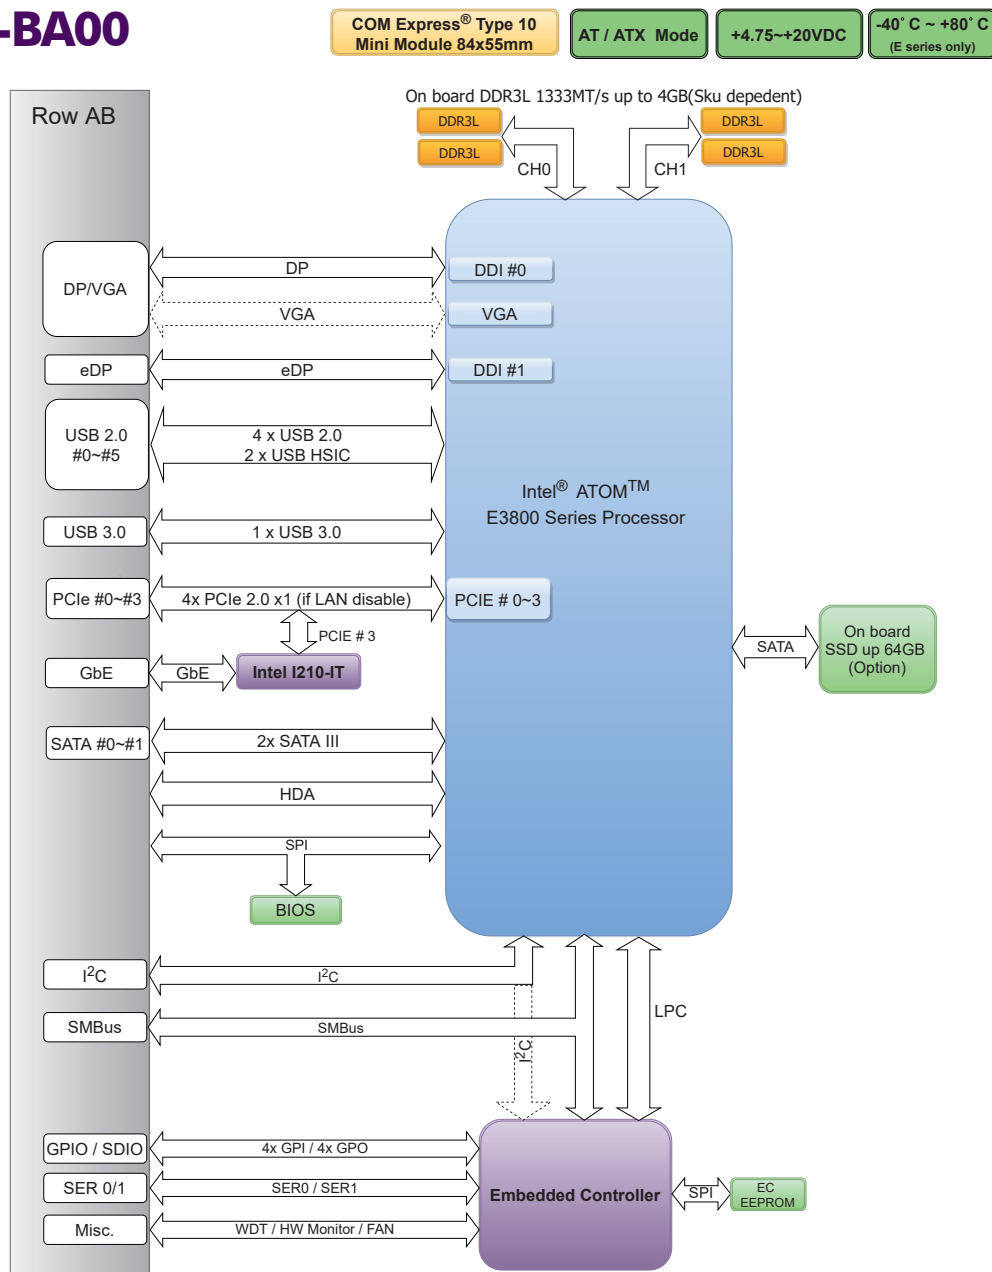 -BA00
COM Express® Type 10
Mini Module 84x55mm
AT / ATX Mode
+4.75~+20VDC
-40° C ~ +80° C
(E series only)
Row AB
On board DDR3L 1333MT/s up to 4GB(Sku depedent)
DDR3L
DDR3L
DDR3L
DDR3L
CH0
CH1
DP/VGA
DP
DDI #0
VGA
VGA
eDP
eDP
DDI #1
USB 2.0
#0~#5
4 x USB 2.0
2 x USB HSIC
Intel® ATOM™
E3800 Series Processor
USB 3.0
1 x USB 3.0
PCIe #0~#3
4x PCIe 2.0 x1 (if LAN disable)
PCIE # 0~3
PCIE # 3
GbE
GbE
Intel I210-IT
SATA
On board
SSD up 64GB
(Option)
SATA #0~#1
2x SATA III
HDA
SPI
BIOS
I²C
I²C
SMBus
SMBus
I²C
LPC
GPIO / SDIO
4x GPI / 4x GPO
SER 0/1
SER0 / SER1
Embedded Controller
SPI
EC
EEPROM
Misc.
WDT / HW Monitor / FAN